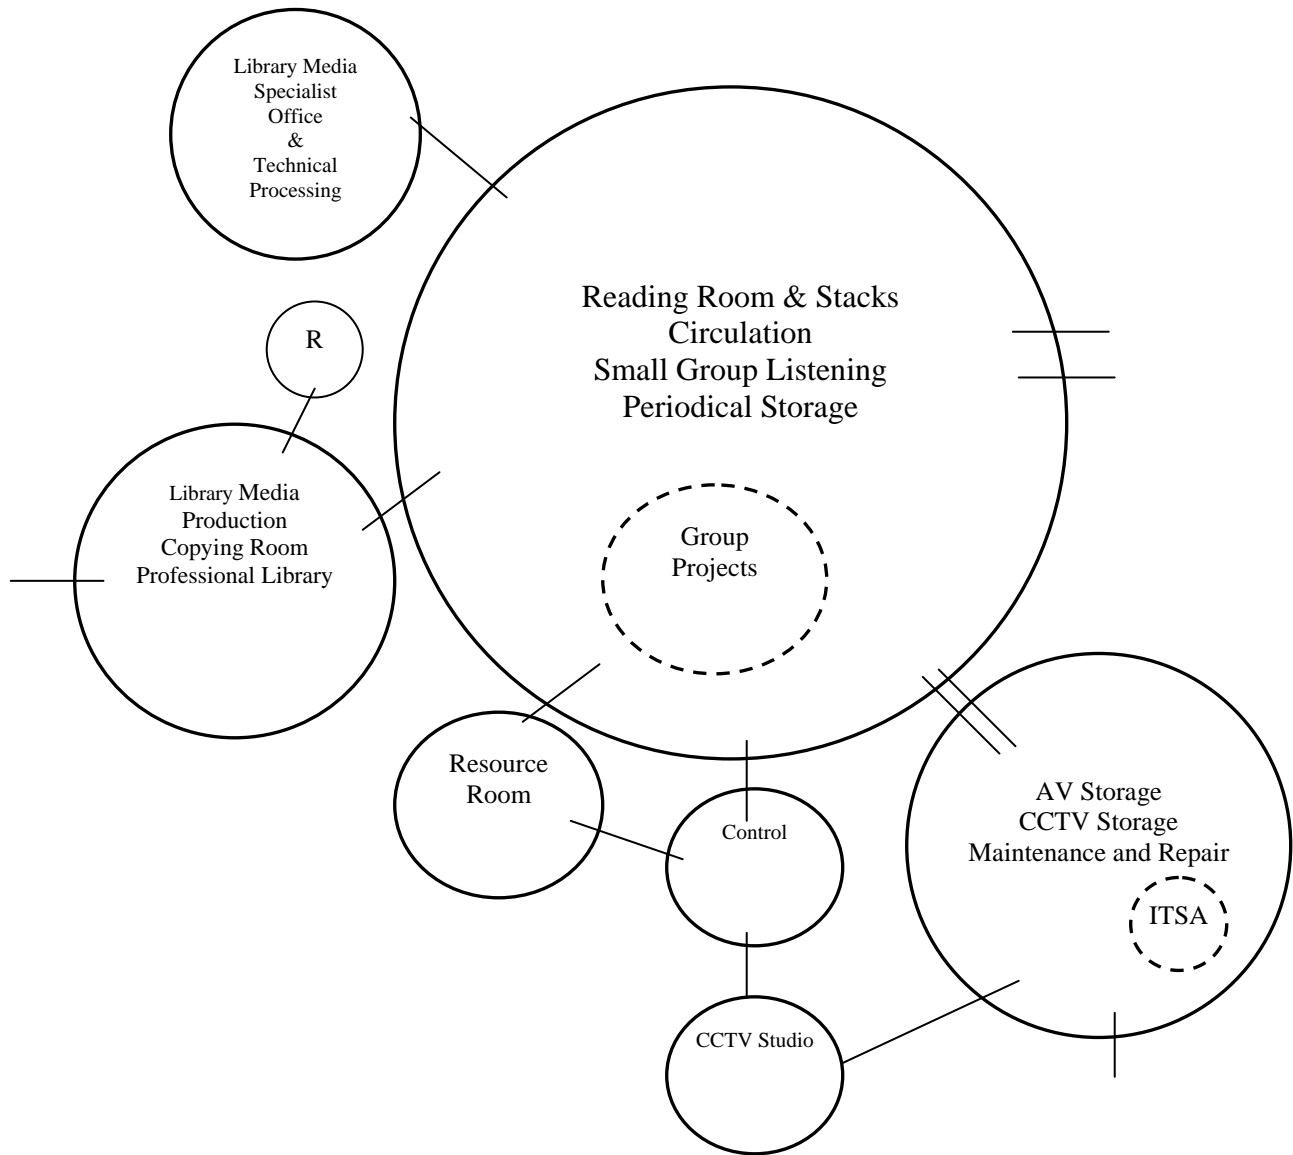 Library Media
Specialist
Office
&
Technical
Processing
Reading Room & Stacks
Circulation
Small Group Listening
Periodical Storage
R
Library Media
Production
Copying Room
Professional Library
Group
Projects
Resource
Room
Control
AV Storage
CCTV Storage
Maintenance and Repair
ITSA
CCTV Studio